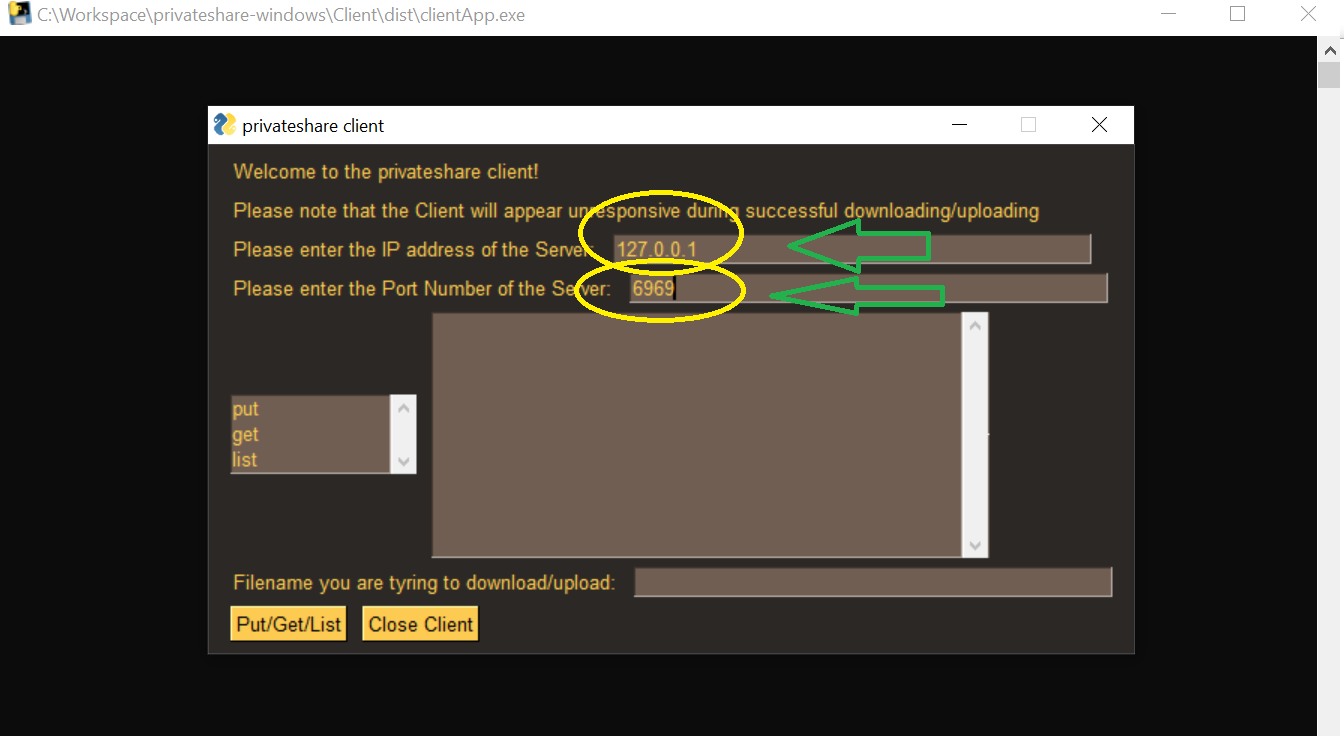 C:\Workspace\privateshare-windows\Client\dist\clientApp.exe
privateshare client
Welcome to the privateshare client!
Please note that the Client will appear unresponsive during successful downloading/uploading
Please enter the IP address of the Server: 127.0.0.1
Please enter the Port Number of the Server: 6969
put
get
list
Filename you are tyring to download/upload:
Put/Get/List Close Client